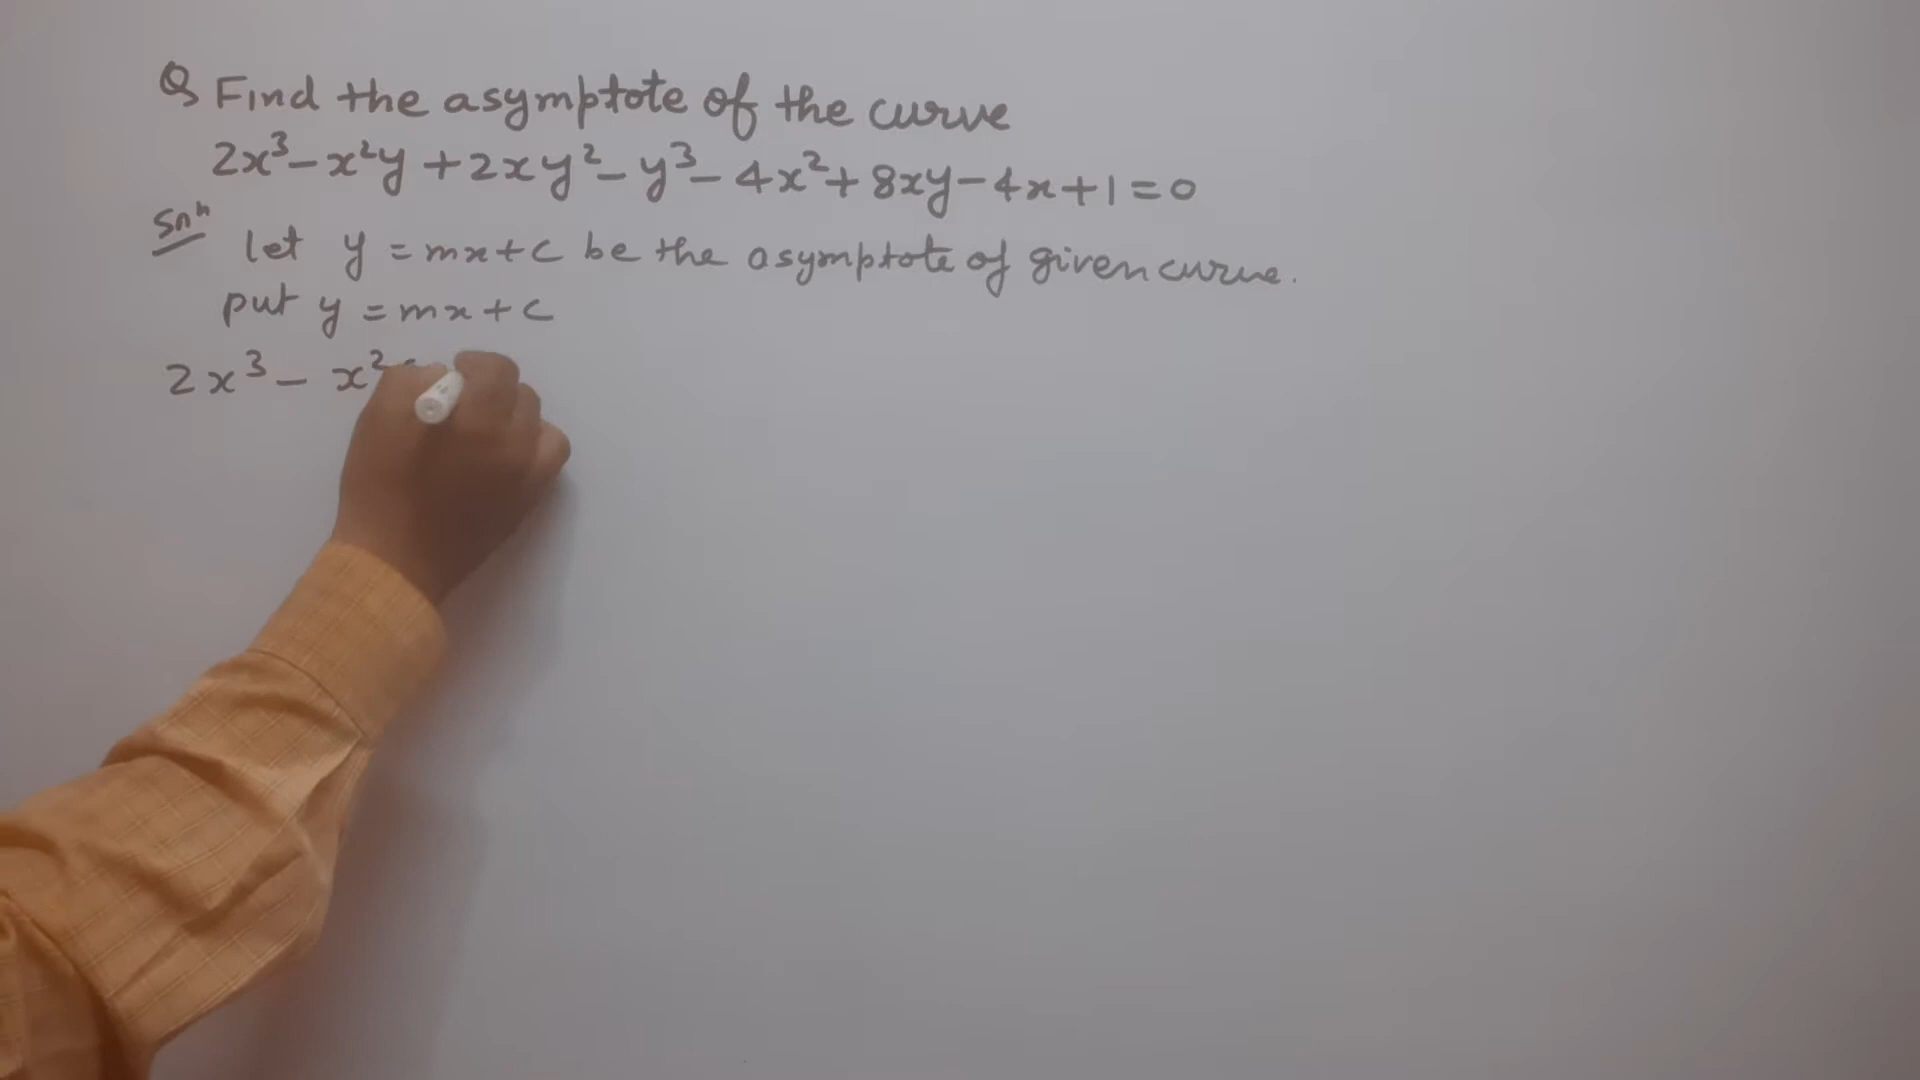 Q Find the asymptote of the curve
2x³ - x²y + 2xy² - y³ - 4x² + 8xy - 4x + 1 = 0
Solⁿ let y = mx + c be the asymptote of given curve.
put y = mx + c
2x³ - x²